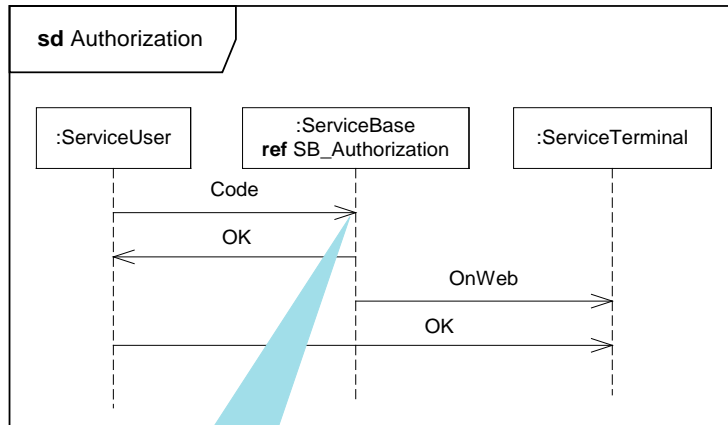 sd Authorization
:ServiceUser
:ServiceBase
ref SB_Authorization
:ServiceTerminal
Code
OK
OnWeb
OK